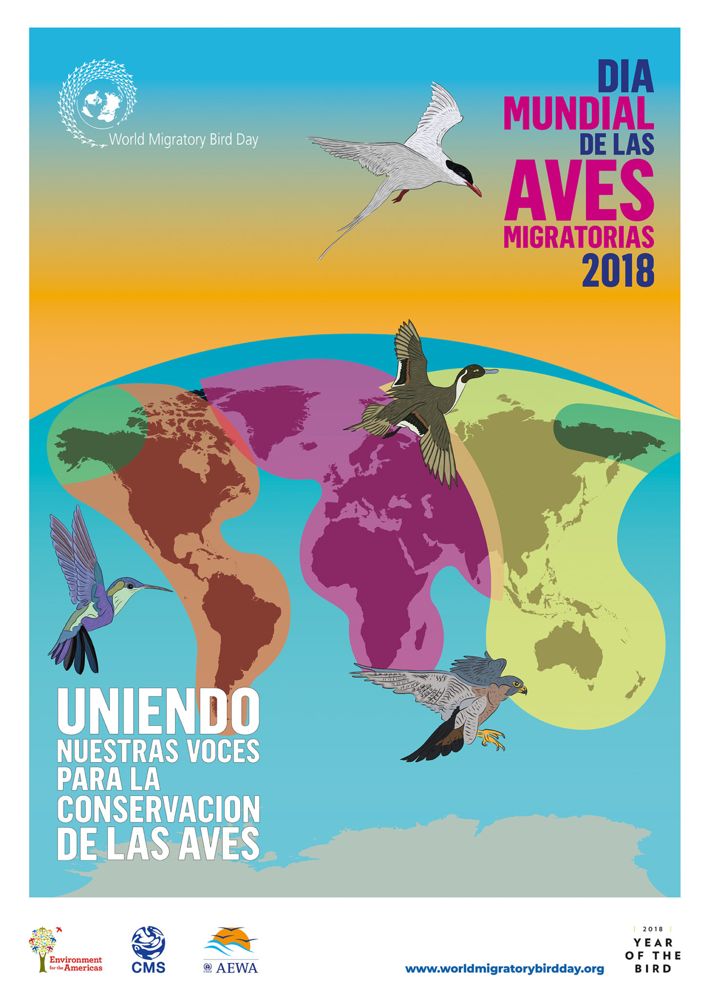 World Migratory Bird Day
DIA
MUNDIAL
DE LAS
AVES
MIGRATORIAS
2018
UNIENDO
NUESTRAS VOCES
PARA LA
CONSERVACION
DE LAS AVES
Environment
for the Americas
CMS
UNEP AEWA
www.worldmigratorybirdday.org
2018
YEAR
OF THE
BIRD